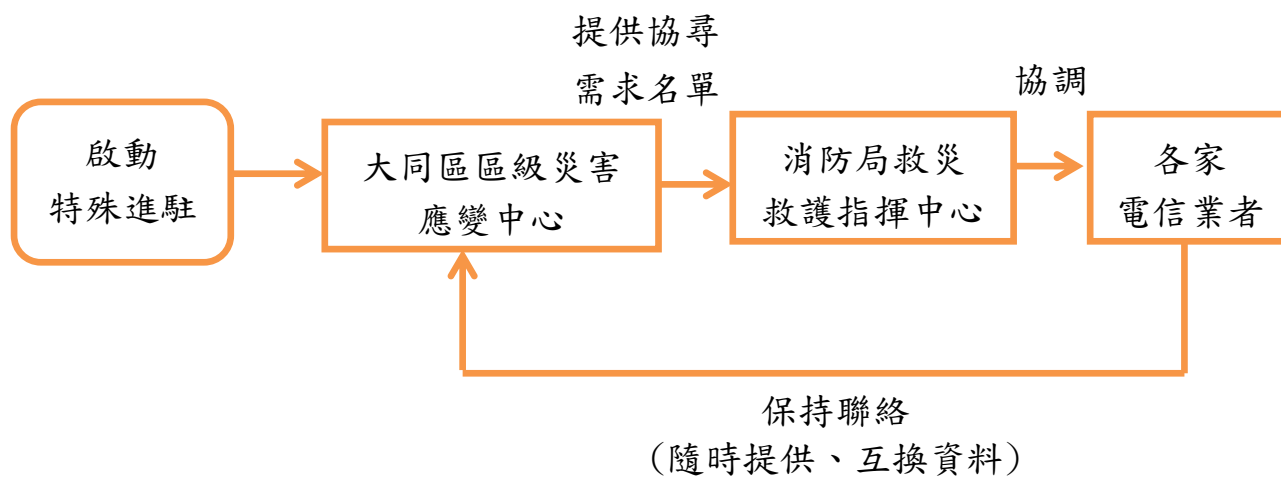 啟動
特殊進駐
大同區區級災害
應變中心
提供協尋
需求名單
消防局救災
救護指揮中心
協調
各家
電信業者
保持聯絡
（隨時提供、互換資料）